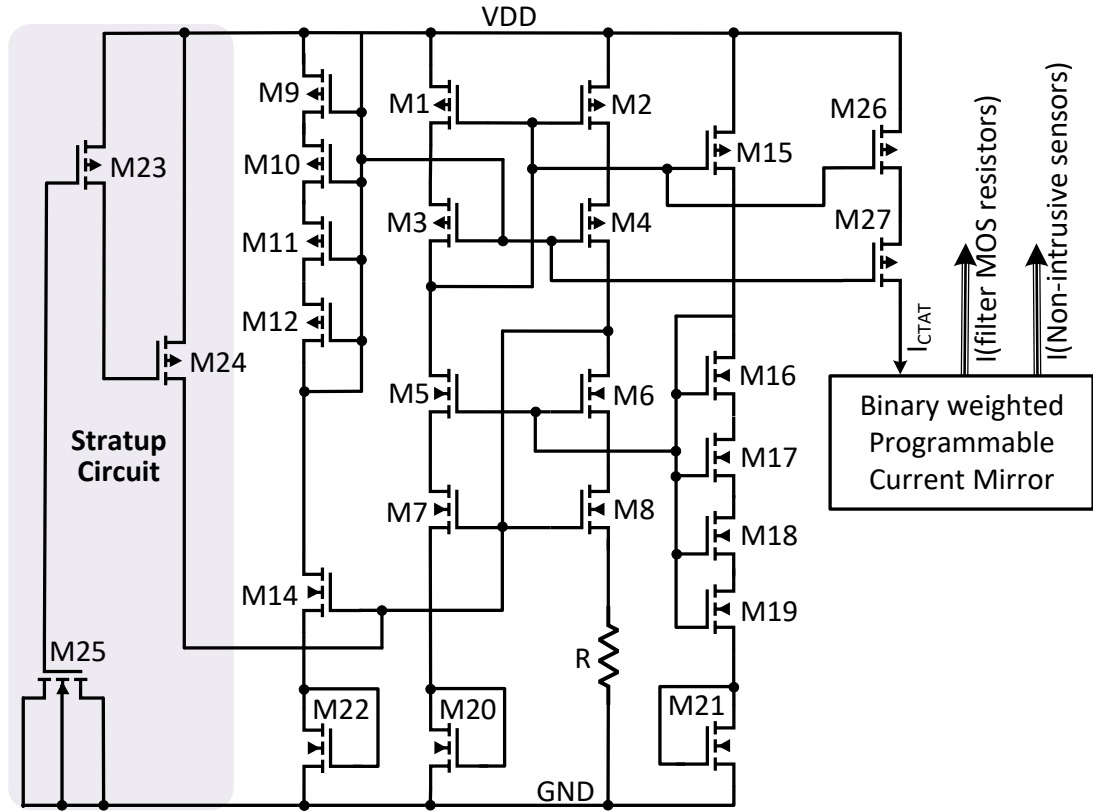 VDD
M9
M1
M2
M26
M23
M10
M15
M3
M4
M27
M11
M12
M24
I_CTAT
I(filter MOS resistors)
I(Non-intrusive sensors)
M5
M6
M16
Binary weighted
Programmable
Current Mirror
Stratup
Circuit
M17
M7
M8
M18
M14
M19
M25
R
M22
M20
M21
GND